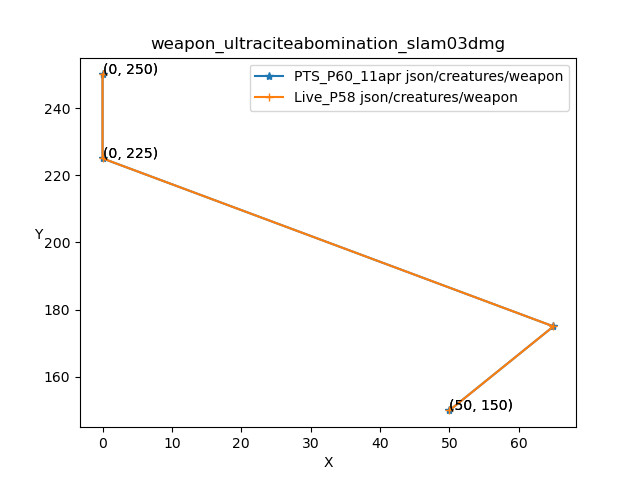 weapon_ultraciteabomination_slam03dmg
(0, 250)
PTS_P60_11apr json/creatures/weapon
Live_P58 json/creatures/weapon
240
(0, 225)
220
Y
200
180
160
(50, 150)
0 10 20 30 40 50 60
X